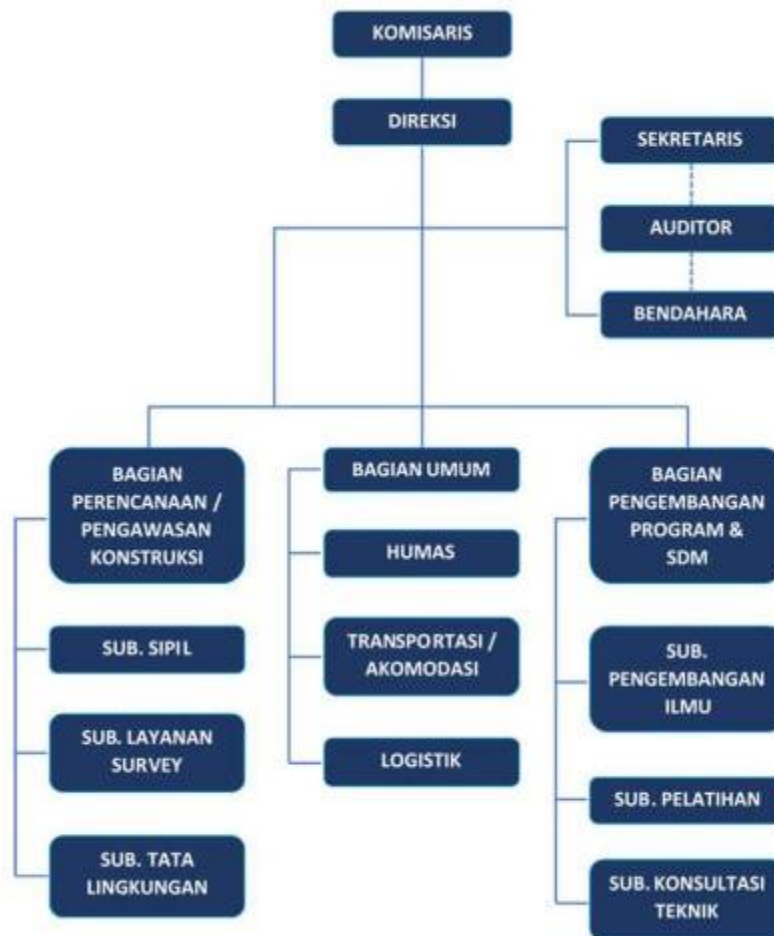 KOMISARIS
DIREKSI
SEKRETARIS
AUDITOR
BENDAHARA
BAGIAN
PERENCANAAN /
PENGAWASAN
KONSTRUKSI
SUB. SIPIL
SUB. LAYANAN
SURVEY
SUB. TATA
LINGKUNGAN
BAGIAN UMUM
HUMAS
TRANSPORTASI /
AKOMODASI
LOGISTIK
BAGIAN
PENGEMBANGAN
PROGRAM &
SDM
SUB.
PENGEMBANGAN
ILMU
SUB. PELATIHAN
SUB. KONSULTASI
TEKNIK